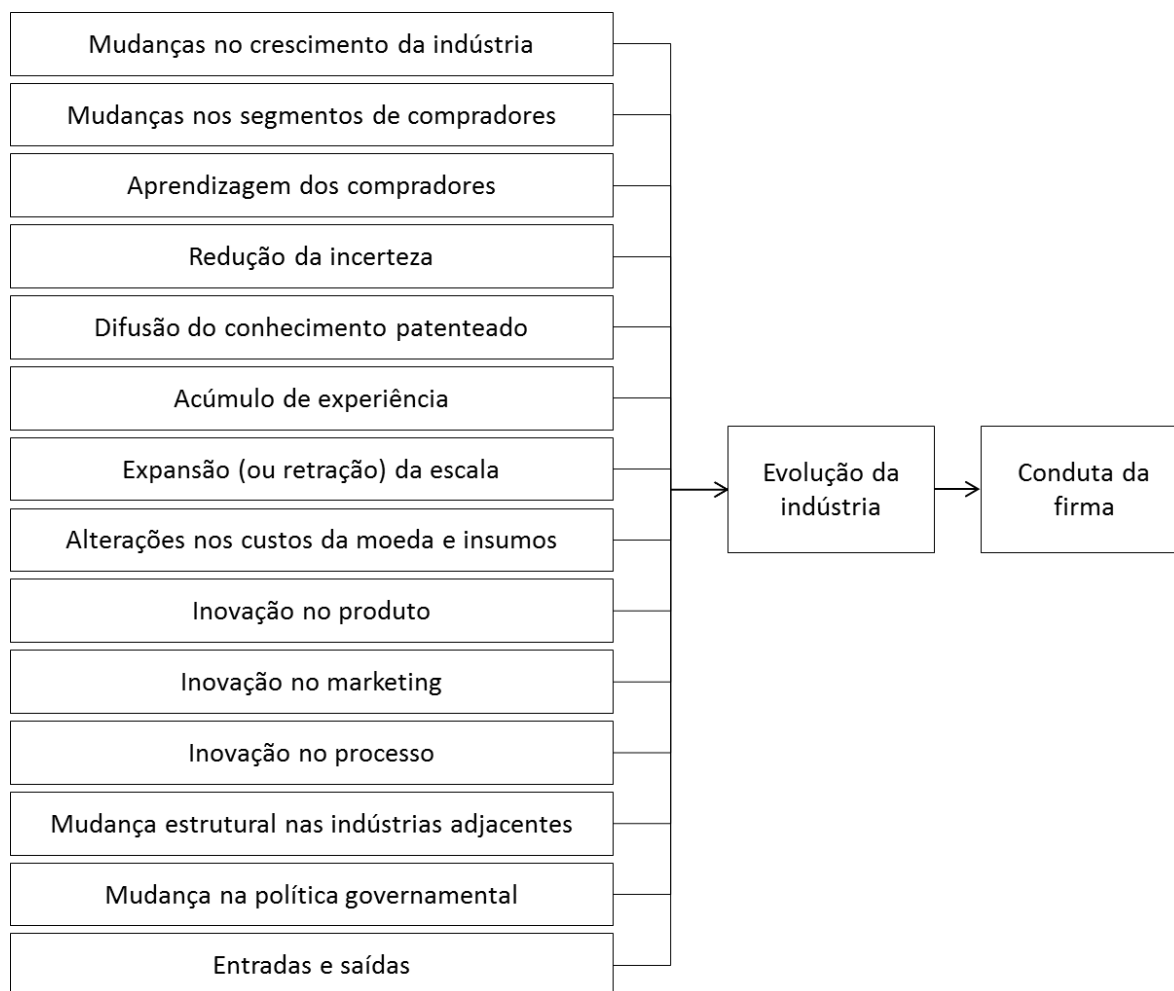 Mudanças no crescimento da indústria
Mudanças nos segmentos de compradores
Aprendizagem dos compradores
Redução da incerteza
Difusão do conhecimento patenteado
Acúmulo de experiência
Expansão (ou retração) da escala
Alterações nos custos da moeda e insumos
Inovação no produto
Inovação no marketing
Inovação no processo
Mudança estrutural nas indústrias adjacentes
Mudança na política governamental
Entradas e saídas
Evolução da
indústria
Conduta da
firma